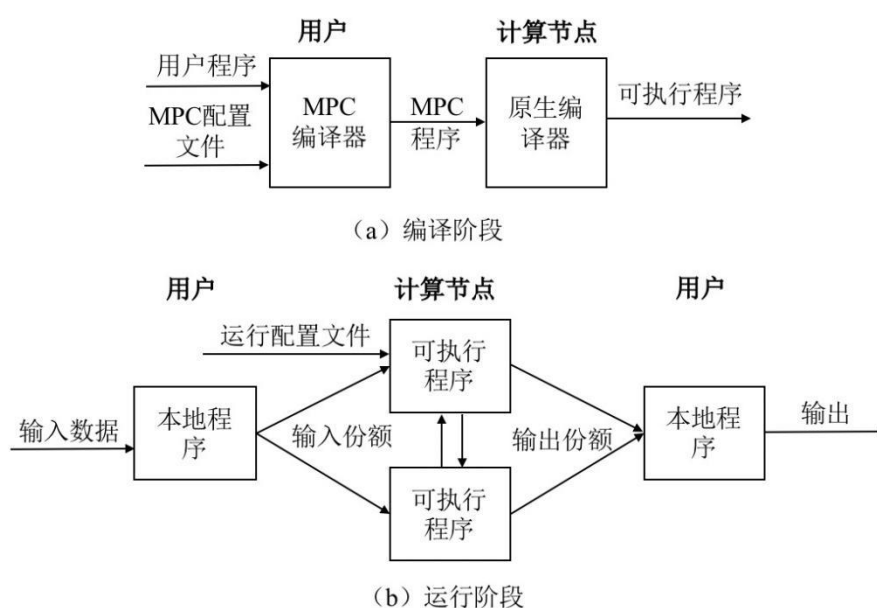 用户
计算节点
用户程序
MPC配置
文件
MPC
编译器
MPC
程序
原生编
译器
可执行程序
（a）编译阶段
用户
计算节点
用户
运行配置文件
可执行
程序
输入数据
本地程
序
输入份额
输出份额
本地程
序
输出
可执行
程序
（b）运行阶段